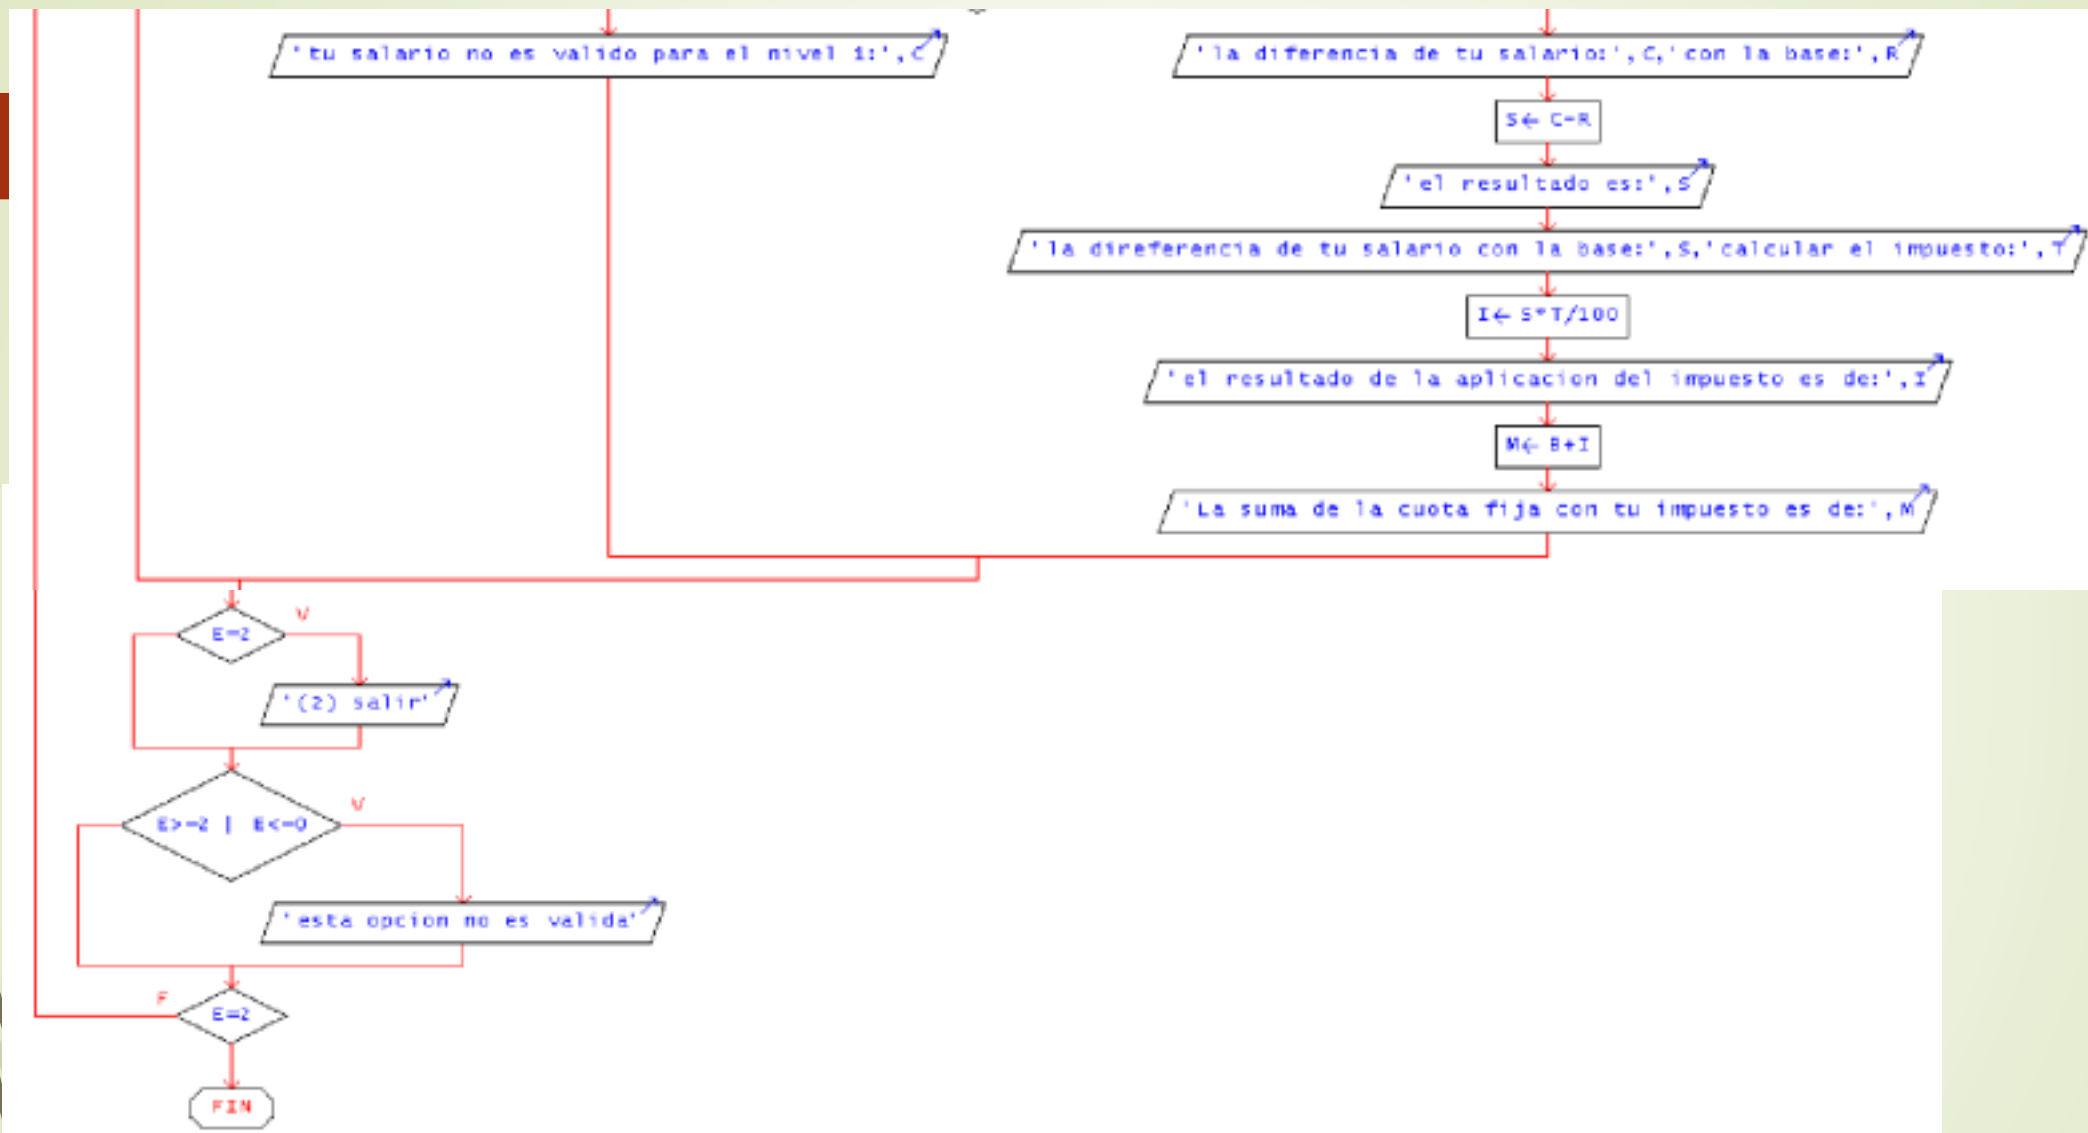 'tu salario no es valido para el nivel 1:',C
'la diferencia de tu salario:',C,'con la base:',R
S← C-R
'el resultado es:',S
'la direferencia de tu salario con la base:',S,'calcular el impuesto:',T
I← S*T/100
'el resultado de la aplicacion del impuesto es de:',I
M← B+I
'La suma de la cuota fija con tu impuesto es de:',M
V
E=2
'(2) salir'
V
E>=2 | E<=0
'esta opcion no es valida'
F
E=2
FIN